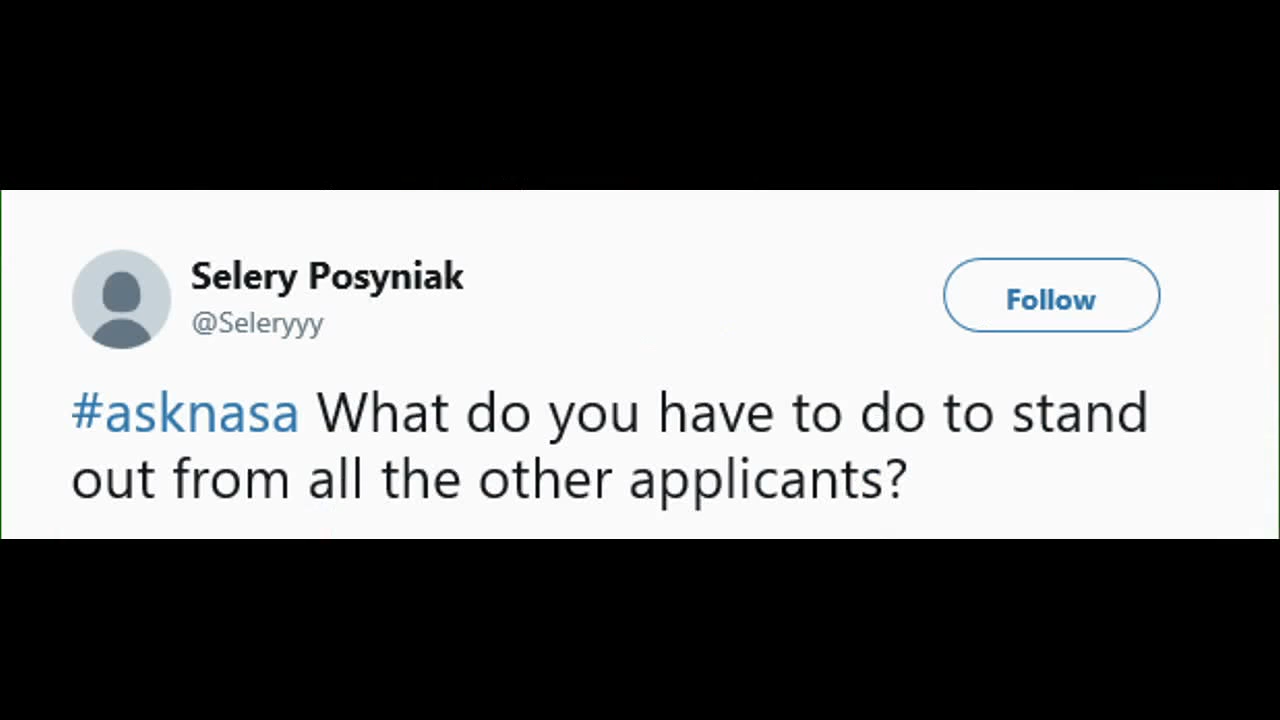 Selery Posyniak
@Seleryyy
Follow
#asknasa What do you have to do to stand
out from all the other applicants?